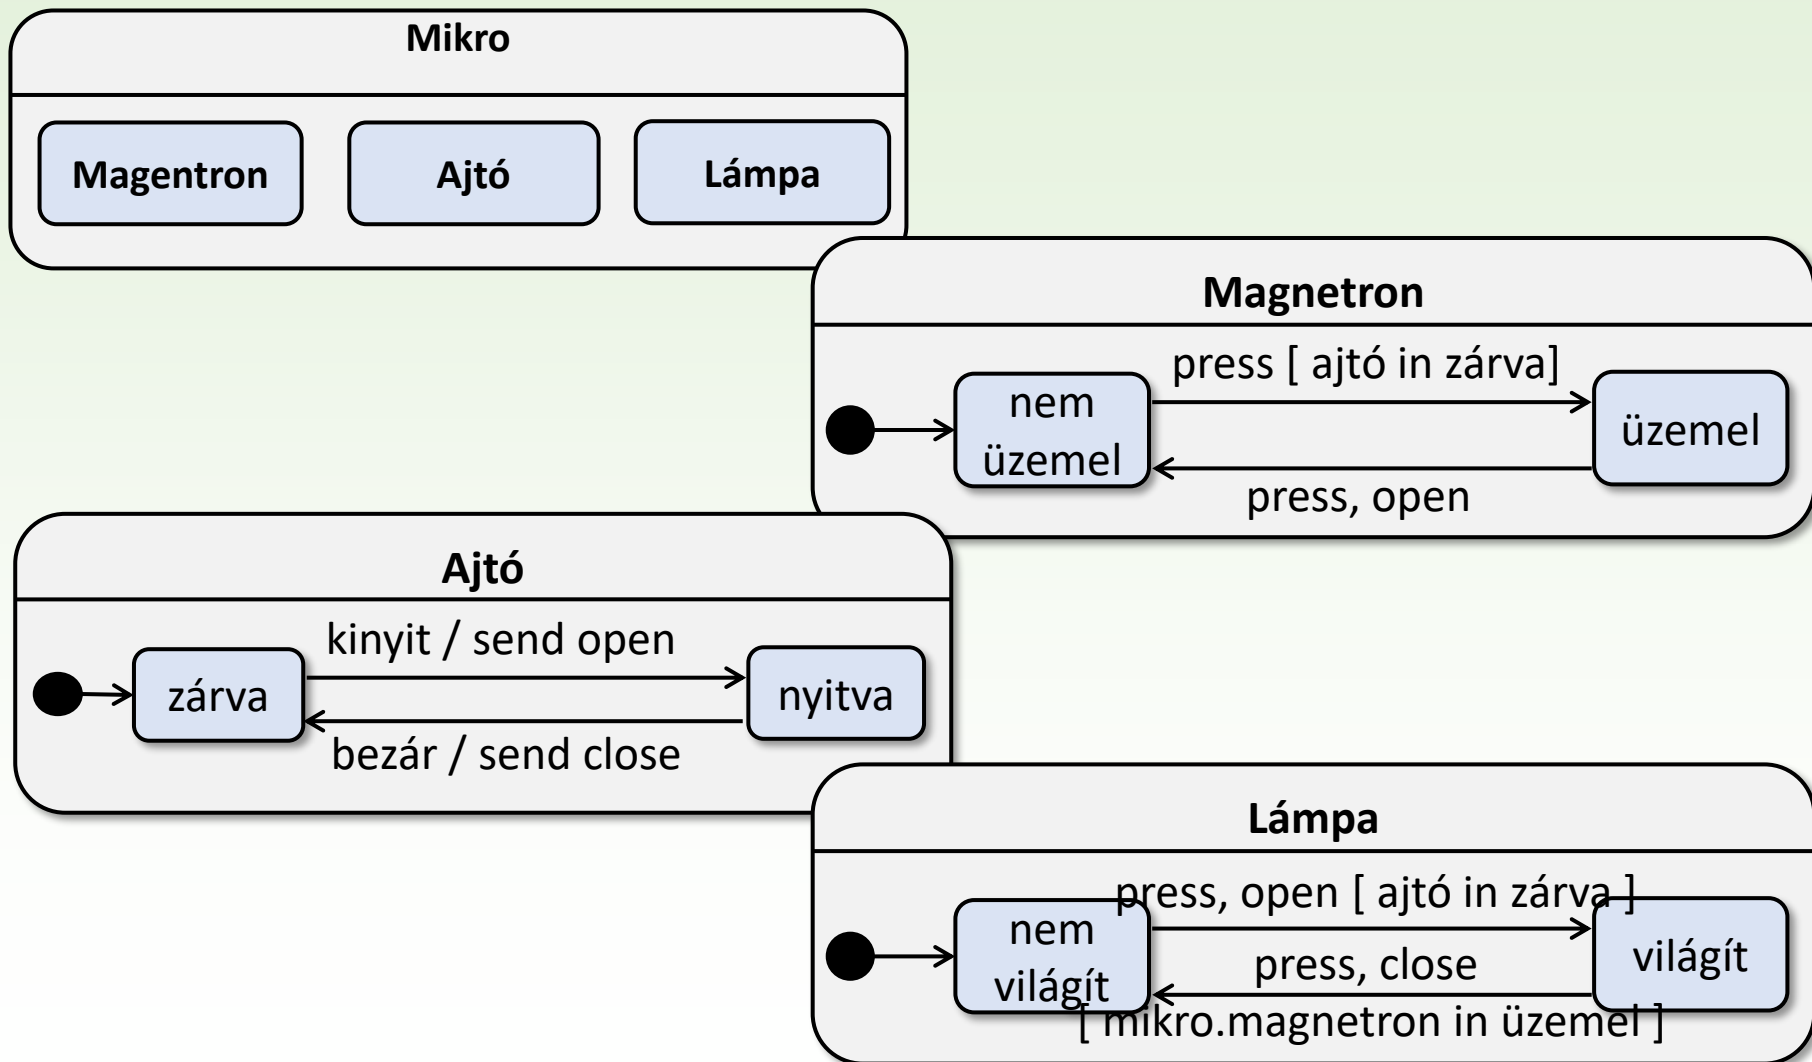 Mikro
Magentron
Ajtó
Lámpa
Magnetron
press [ ajtó in zárva]
nem
üzemel
üzemel
press, open
Ajtó
kinyit / send open
zárva
nyitva
bezár / send close
Lámpa
press, open [ ajtó in zárva ]
nem
világít
világít
press, close
[ mikro.magnetron in üzemel ]